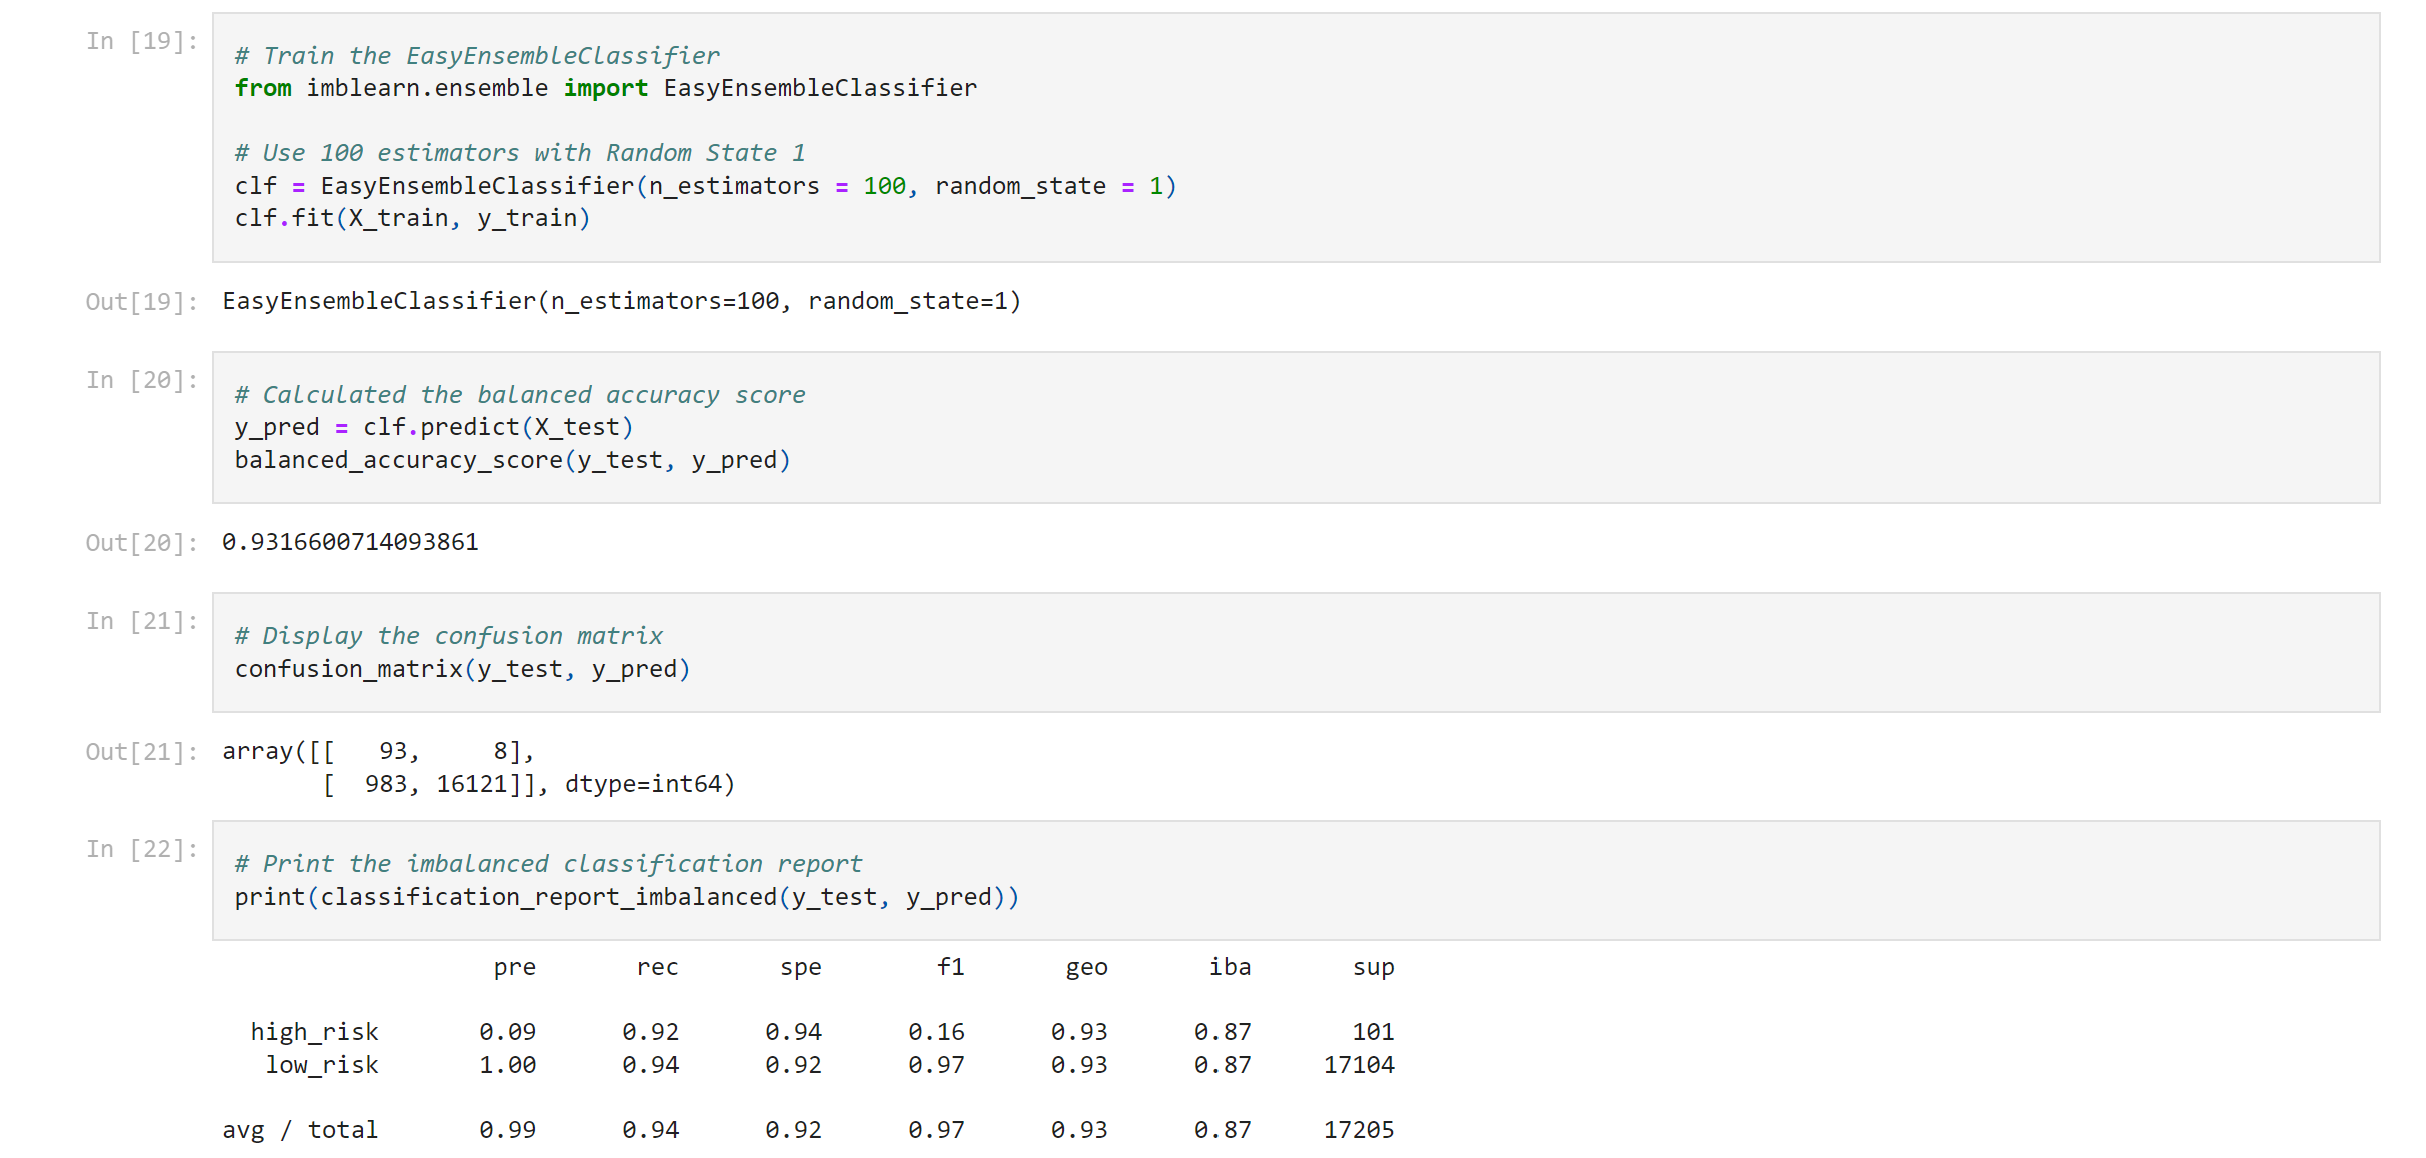 In [19]:
# Train the EasyEnsembleClassifier
from imblearn.ensemble import EasyEnsembleClassifier
# Use 100 estimators with Random State 1
clf = EasyEnsembleClassifier(n_estimators = 100, random_state = 1)
clf.fit(X_train, y_train)
Out[19]: EasyEnsembleClassifier(n_estimators=100, random_state=1)
In [20]:
# Calculated the balanced accuracy score
y_pred = clf.predict(X_test)
balanced_accuracy_score(y_test, y_pred)
Out[20]: 0.9316600714093861
In [21]:
# Display the confusion matrix
confusion_matrix(y_test, y_pred)
Out[21]: array([[   93,     8],
       [  983, 16121]], dtype=int64)
In [22]:
# Print the imbalanced classification report
print(classification_report_imbalanced(y_test, y_pred))
pre rec spe f1 geo iba sup
high_risk 0.09 0.92 0.94 0.16 0.93 0.87 101
low_risk 1.00 0.94 0.92 0.97 0.93 0.87 17104
avg / total 0.99 0.94 0.92 0.97 0.93 0.87 17205